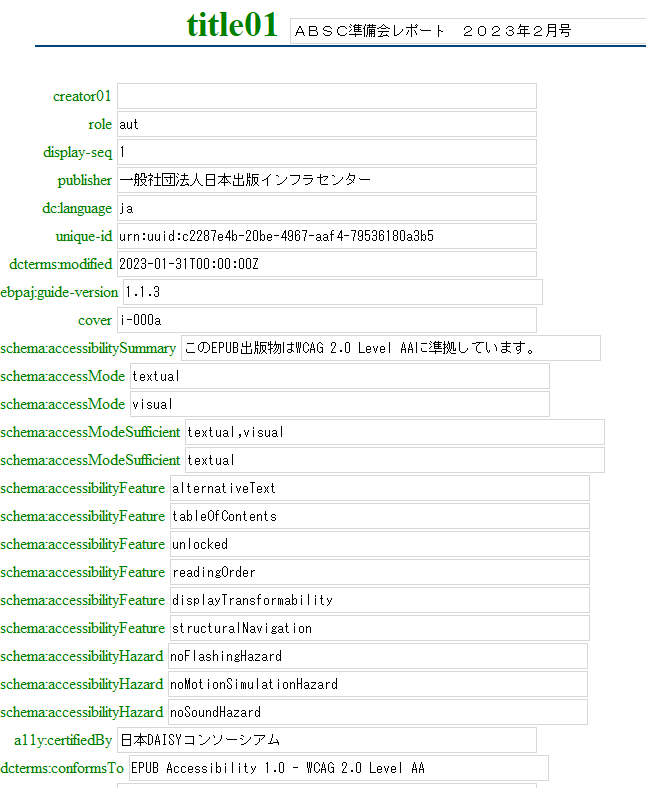 title01 ABSC準備会レポート　2023年2月号
creator01
role aut
display-seq 1
publisher 一般社団法人日本出版インフラセンター
dc:language ja
unique-id urn:uuid:c2287e4b-20be-4967-aaf4-79536180a3b5
dcterms:modified 2023-01-31T00:00:00Z
ebpaj:guide-version 1.1.3
cover i-000a
schema:accessibilitySummary このEPUB出版物はWCAG 2.0 Level AAに準拠しています。
schema:accessMode textual
schema:accessMode visual
schema:accessModeSufficient textual,visual
schema:accessModeSufficient textual
schema:accessibilityFeature alternativeText
schema:accessibilityFeature tableOfContents
schema:accessibilityFeature unlocked
schema:accessibilityFeature readingOrder
schema:accessibilityFeature displayTransformability
schema:accessibilityFeature structuralNavigation
schema:accessibilityHazard noFlashingHazard
schema:accessibilityHazard noMotionSimulationHazard
schema:accessibilityHazard noSoundHazard
a11y:certifiedBy 日本DAISYコンソーシアム
dcterms:conformsTo EPUB Accessibility 1.0 - WCAG 2.0 Level AA